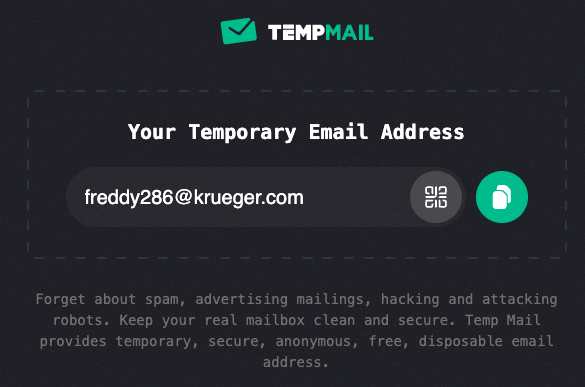 TEMPMAIL
Your Temporary Email Address
freddy286@krueger.com
Forget about spam, advertising mailings, hacking and attacking
robots. Keep your real mailbox clean and secure. Temp Mail
provides temporary, secure, anonymous, free, disposable email
address.